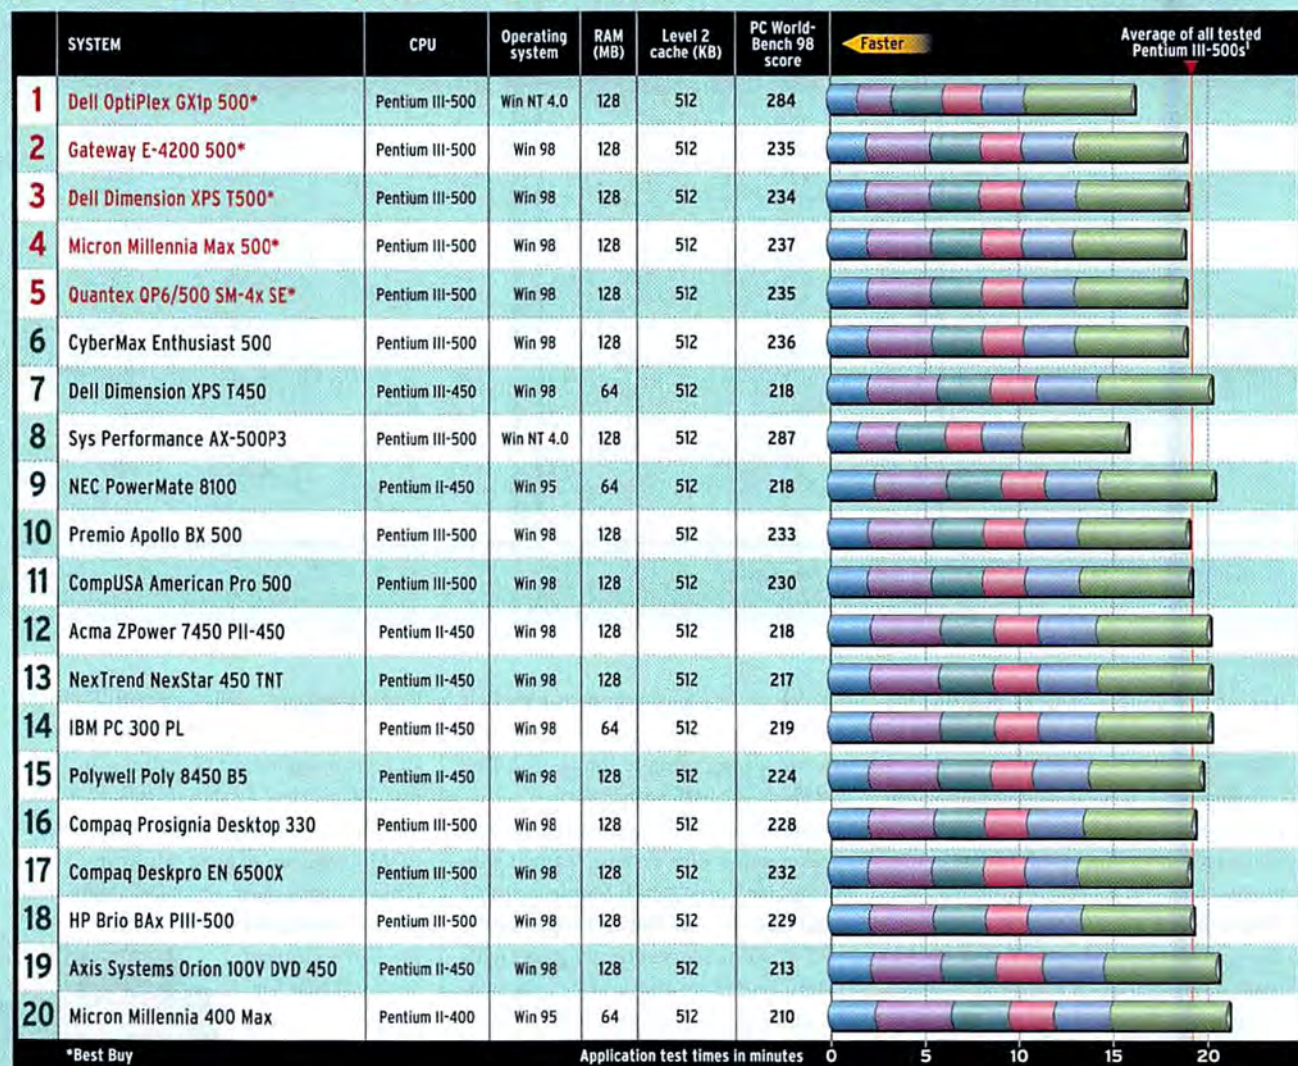 SYSTEM CPU Operating system RAM (MB) Level 2 cache (KB) PC World-Bench 98 score Faster Average of all tested Pentium III-500s¹
1 Dell OptiPlex GX1p 500* Pentium III-500 Win NT 4.0 128 512 284
2 Gateway E-4200 500* Pentium III-500 Win 98 128 512 235
3 Dell Dimension XPS T500* Pentium III-500 Win 98 128 512 234
4 Micron Millennia Max 500* Pentium III-500 Win 98 128 512 237
5 Quantex QP6/500 SM-4x SE* Pentium III-500 Win 98 128 512 235
6 CyberMax Enthusiast 500 Pentium III-500 Win 98 128 512 236
7 Dell Dimension XPS T450 Pentium III-450 Win 98 64 512 218
8 Sys Performance AX-500P3 Pentium III-500 Win NT 4.0 128 512 287
9 NEC PowerMate 8100 Pentium II-450 Win 95 64 512 218
10 Premio Apollo BX 500 Pentium III-500 Win 98 128 512 233
11 CompUSA American Pro 500 Pentium III-500 Win 98 128 512 230
12 Acma ZPower 7450 PII-450 Pentium II-450 Win 98 128 512 218
13 NexTrend NexStar 450 TNT Pentium II-450 Win 98 128 512 217
14 IBM PC 300 PL Pentium II-450 Win 98 64 512 219
15 Polywell Poly 8450 B5 Pentium II-450 Win 98 128 512 224
16 Compaq Prosignia Desktop 330 Pentium III-500 Win 98 128 512 228
17 Compaq Deskpro EN 6500X Pentium III-500 Win 98 128 512 232
18 HP Brio BAx PIII-500 Pentium III-500 Win 98 128 512 229
19 Axis Systems Orion 100V DVD 450 Pentium II-450 Win 98 128 512 213
20 Micron Millennia 400 Max Pentium II-400 Win 95 64 512 210
*Best Buy Application test times in minutes 0 5 10 15 20